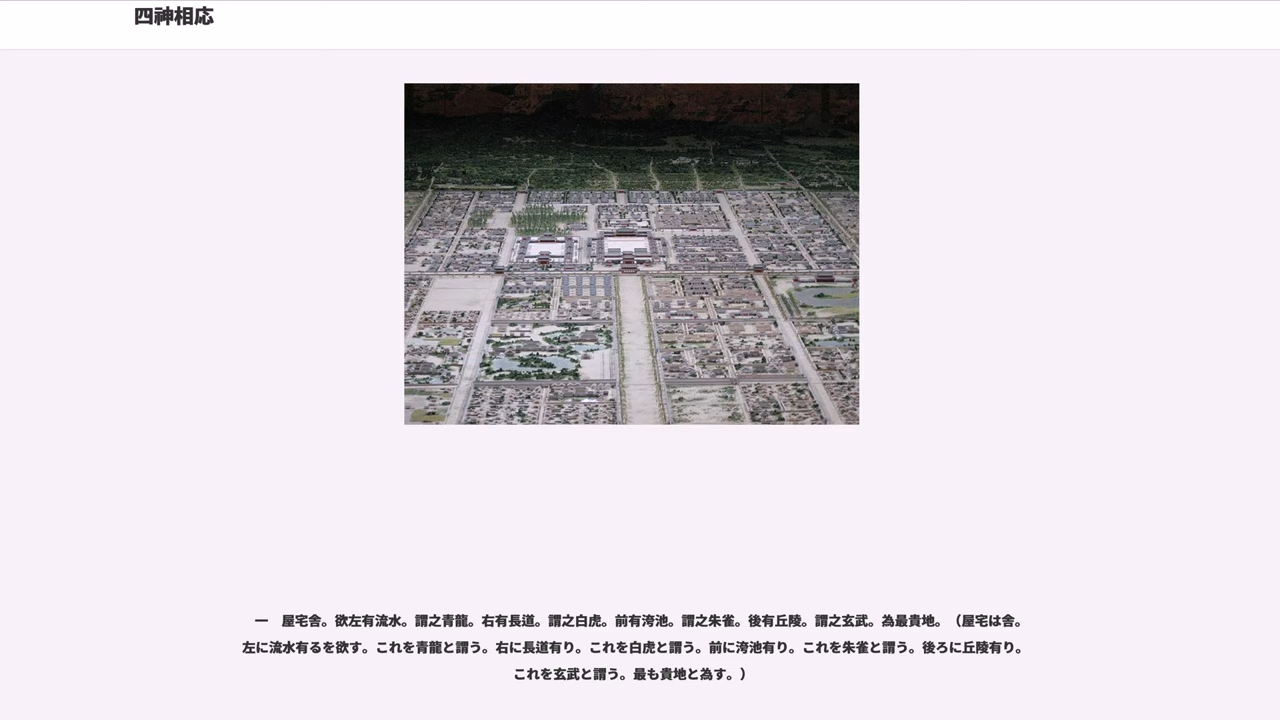 四神相応
一　屋宅舎。欲左有流水。謂之青龍。右有長道。謂之白虎。前有洿池。謂之朱雀。後有丘陵。謂之玄武。為最貴地。（屋宅は舎。
左に流水有るを欲す。これを青龍と謂う。右に長道有り。これを白虎と謂う。前に洿池有り。これを朱雀と謂う。後ろに丘陵有り。
これを玄武と謂う。最も貴地と為す。）